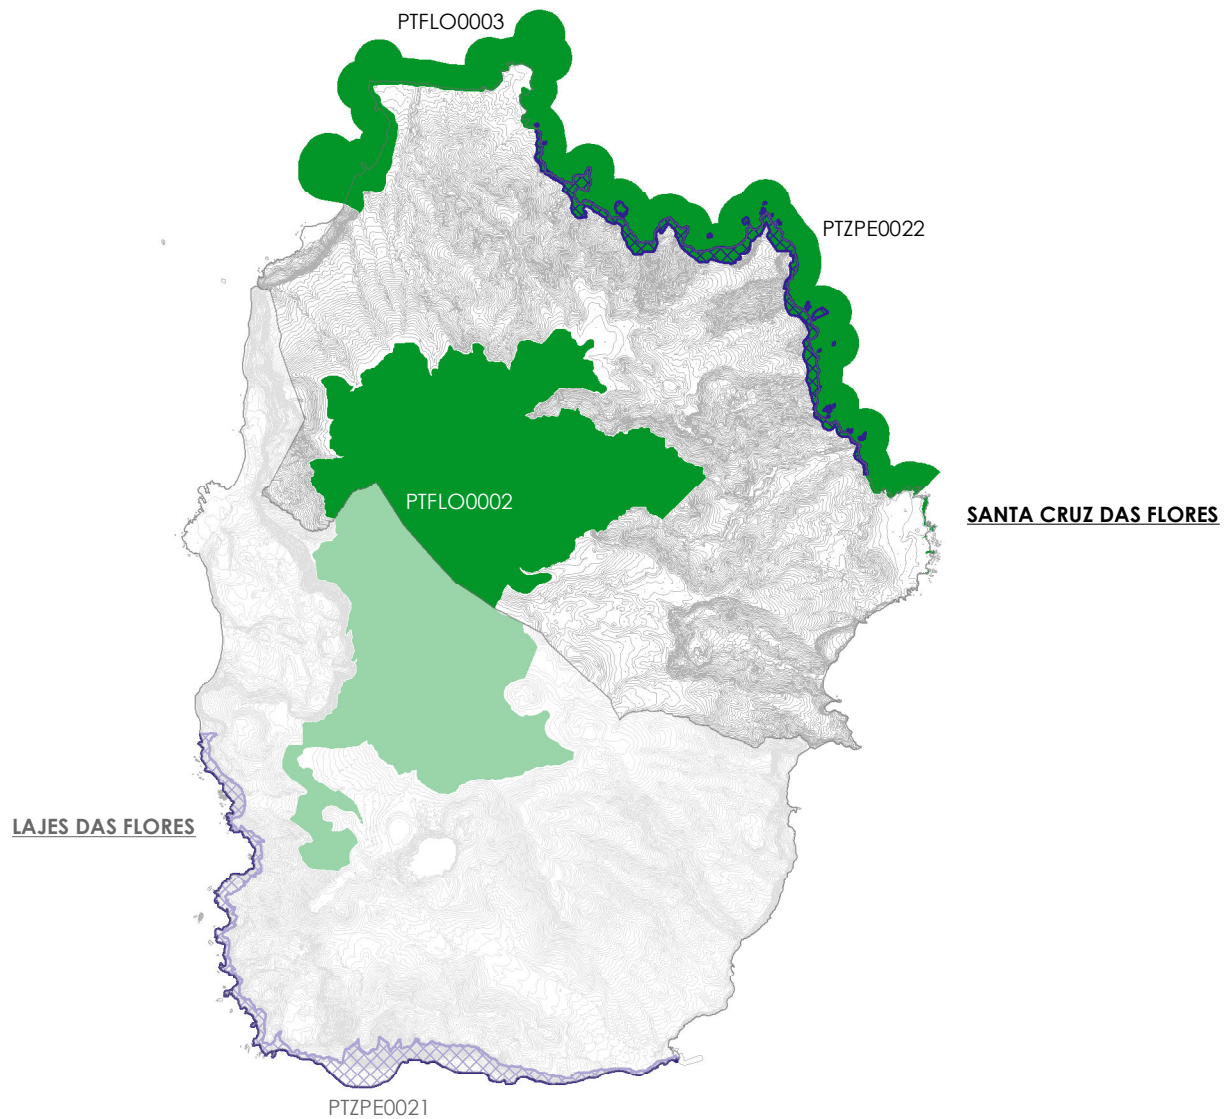 PTFLO0003
PTZPE0022
PTFLO0002
SANTA CRUZ DAS FLORES
LAJES DAS FLORES
PTZPE0021